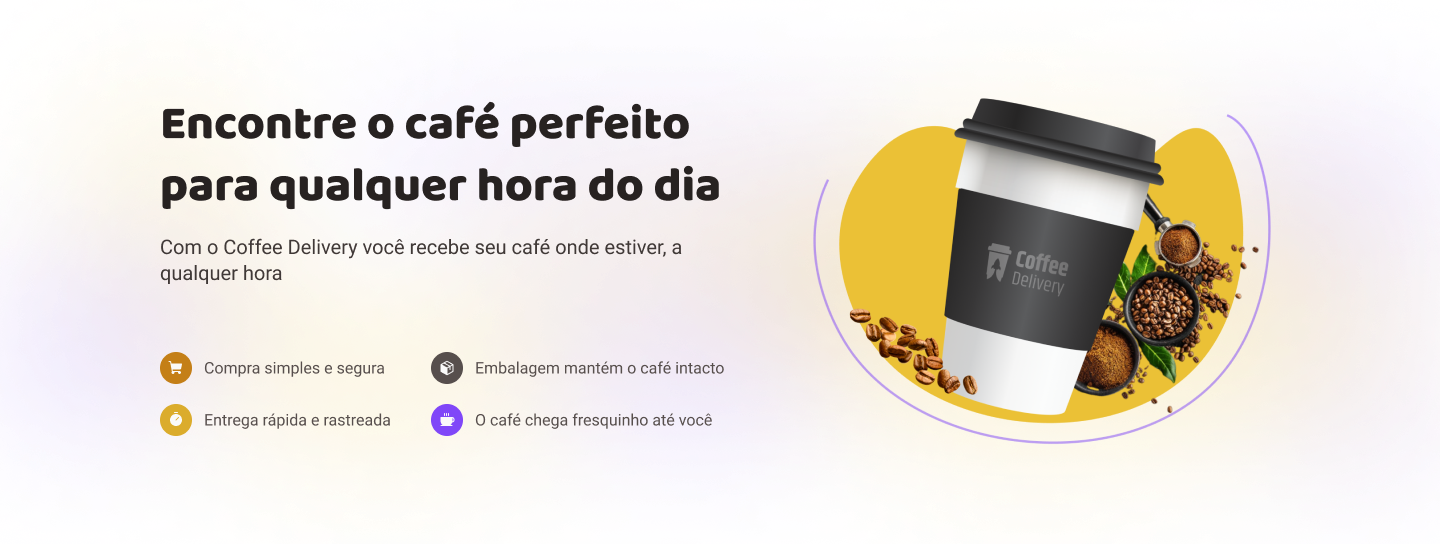 Encontre o café perfeito
para qualquer hora do dia
Com o Coffee Delivery você recebe seu café onde estiver, a
qualquer hora
Compra simples e segura
Embalagem mantém o café intacto
Entrega rápida e rastreada
O café chega fresquinho até você
Coffee
Delivery